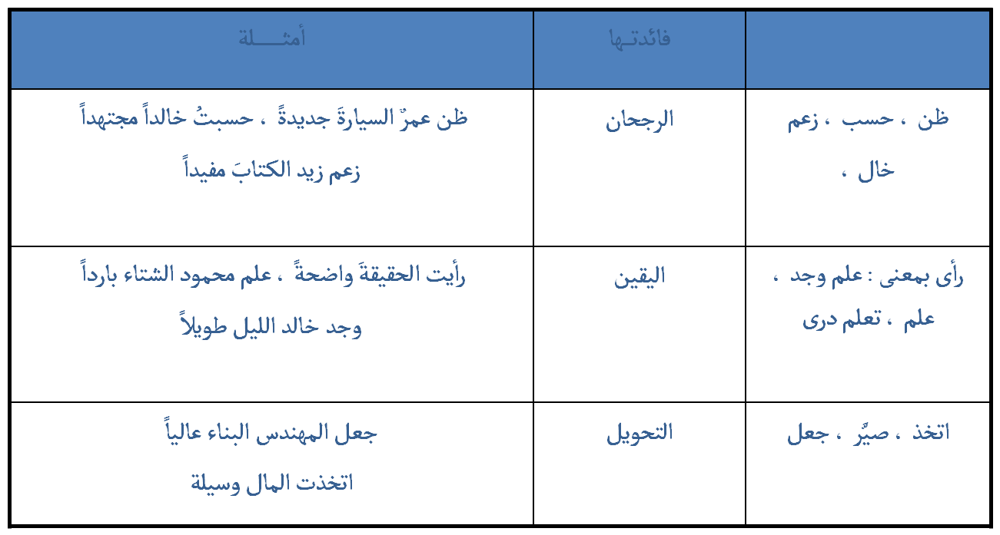 فائدتـها
أمثـــــلة
ظن ، حسب ، زعم
خال ،
الرجحان
ظن عمرٌ السيارةَ جديدةً ، حسبتُ خالداً مجتهداً
زعم زيد الكتابَ مفيداً
رأى بمعنى : علم وجد ،
علم ، تعلم درى
اليقين
رأيت الحقيقةَ واضحةً ، علم محمود الشتاء بارداً
وجد خالد الليل طويلاً
اتخذ ، صيَّر ، جعل
التحويل
جعل المهندس البناء عالياً
اتخذت المال وسيلة